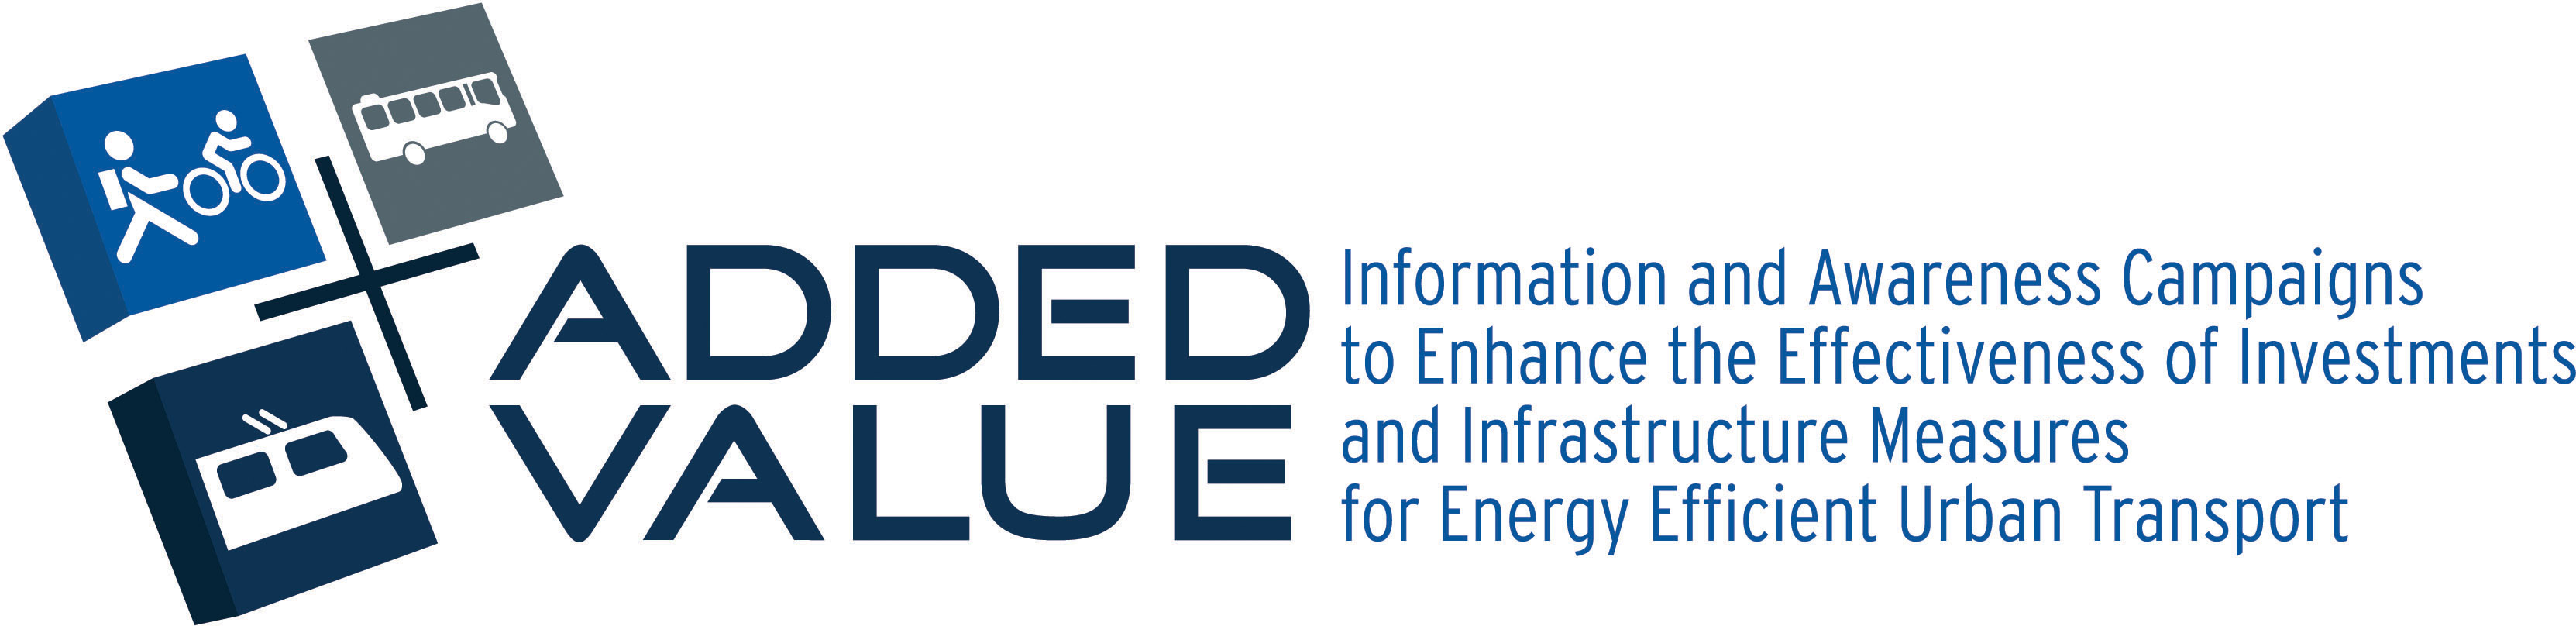 ADDED
VALUE
Information and Awareness Campaigns
to Enhance the Effectiveness of Investments
and Infrastructure Measures
for Energy Efficient Urban Transport